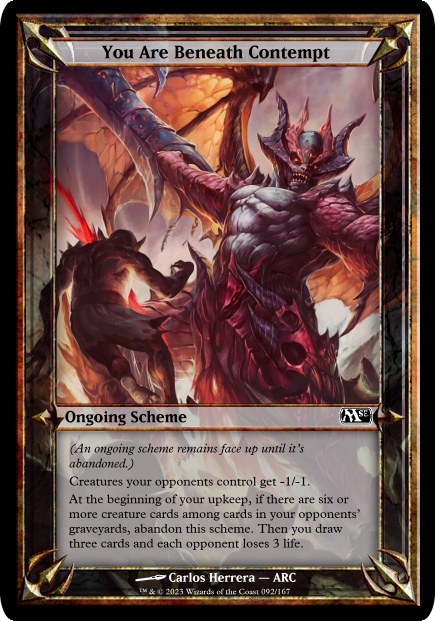 You Are Beneath Contempt
Ongoing Scheme
(An ongoing scheme remains face up until it's
abandoned.)
Creatures your opponents control get -1/-1.
At the beginning of your upkeep, if there are six or
more creature cards among cards in your opponents'
graveyards, abandon this scheme. Then you draw
three cards and each opponent loses 3 life.
Carlos Herrera — ARC
™ & © 2023 Wizards of the Coast 092/167